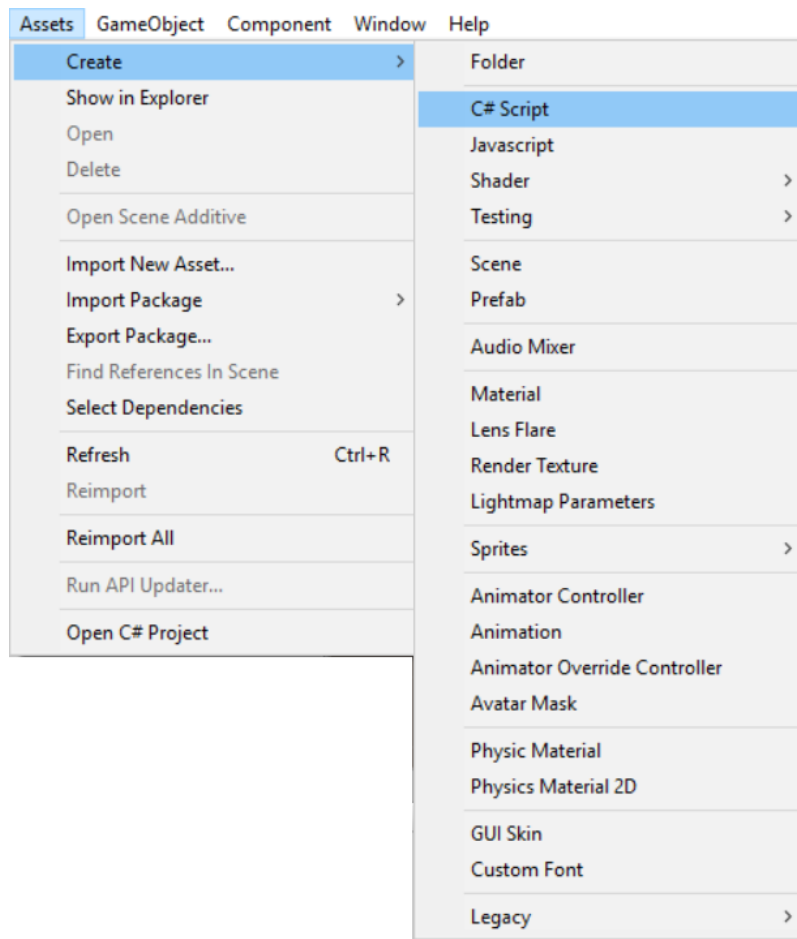 Assets GameObject Component Window Help
Create
Show in Explorer
Open
Delete
Open Scene Additive
Import New Asset...
Import Package
Export Package...
Find References In Scene
Select Dependencies
Refresh Ctrl+R
Reimport
Reimport All
Run API Updater...
Open C# Project
Folder
C# Script
Javascript
Shader
Testing
Scene
Prefab
Audio Mixer
Material
Lens Flare
Render Texture
Lightmap Parameters
Sprites
Animator Controller
Animation
Animator Override Controller
Avatar Mask
Physic Material
Physics Material 2D
GUI Skin
Custom Font
Legacy